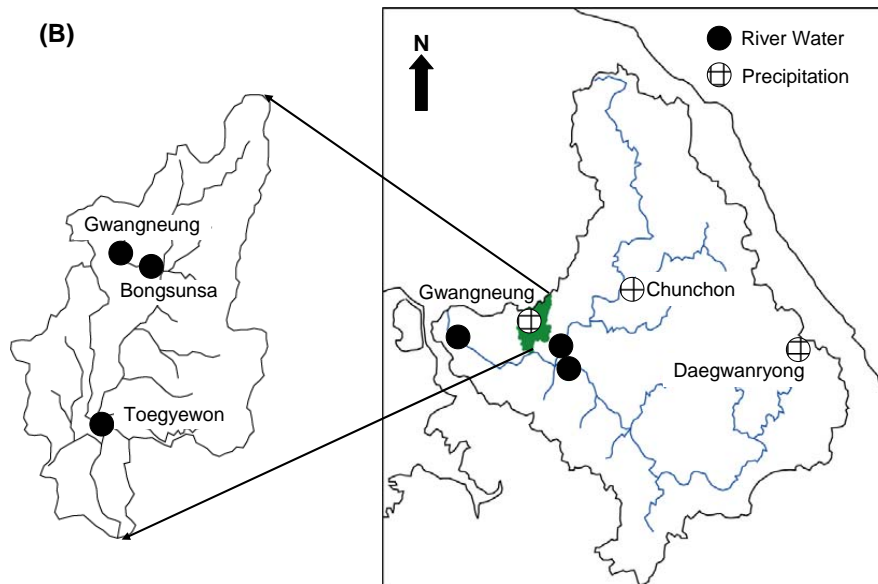 (B)
N
River Water
Precipitation
Gwangneung
Bongsunsa
Toegyewon
Gwangneung
Chunchon
Daegwanryong